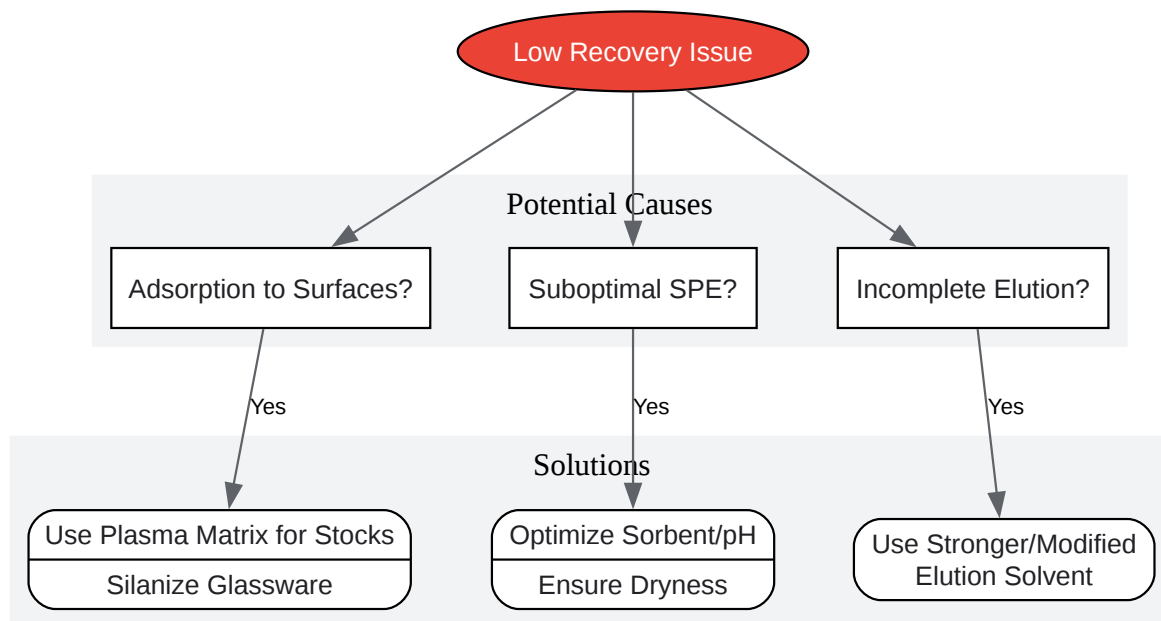 Low Recovery Issue
Potential Causes
Adsorption to Surfaces?
Suboptimal SPE?
Incomplete Elution?
Yes
Yes
Yes
Solutions
Use Plasma Matrix for Stocks
Silanize Glassware
Optimize Sorbent/pH
Ensure Dryness
Use Stronger/Modified
Elution Solvent